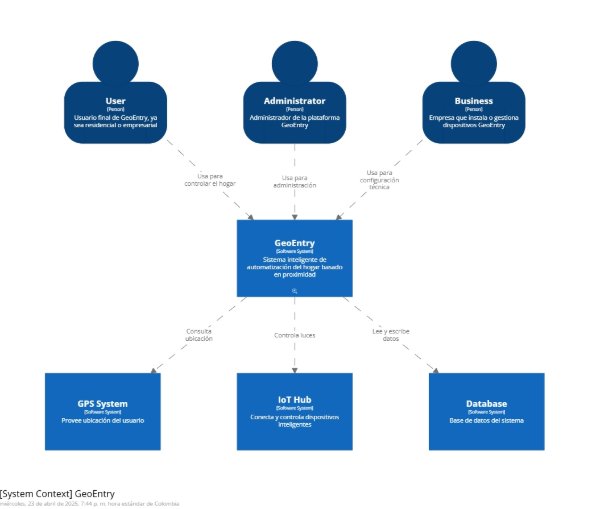 User
[Person]
Usuario final de GeoEntry, ya
sea residencial o empresarial
Administrator
[Person]
Administrador de la plataforma
GeoEntry
Business
[Person]
Empresa que instala o gestiona
dispositivos GeoEntry
Usa para
controlar el hogar
Usa para
administración
Usa para
configuración
técnica
GeoEntry
[Software System]
Sistema inteligente de
automatización del hogar basado
en proximidad
Consulta
ubicación
Controla luces
Lee y escribe
datos
GPS System
[Software System]
Provee ubicación del usuario
IoT Hub
[Software System]
Conecta y controla dispositivos
inteligentes
Database
[Software System]
Base de datos del sistema
[System Context] GeoEntry
miércoles, 23 de abril de 2025, 7:44 p. m. hora estándar de Colombia